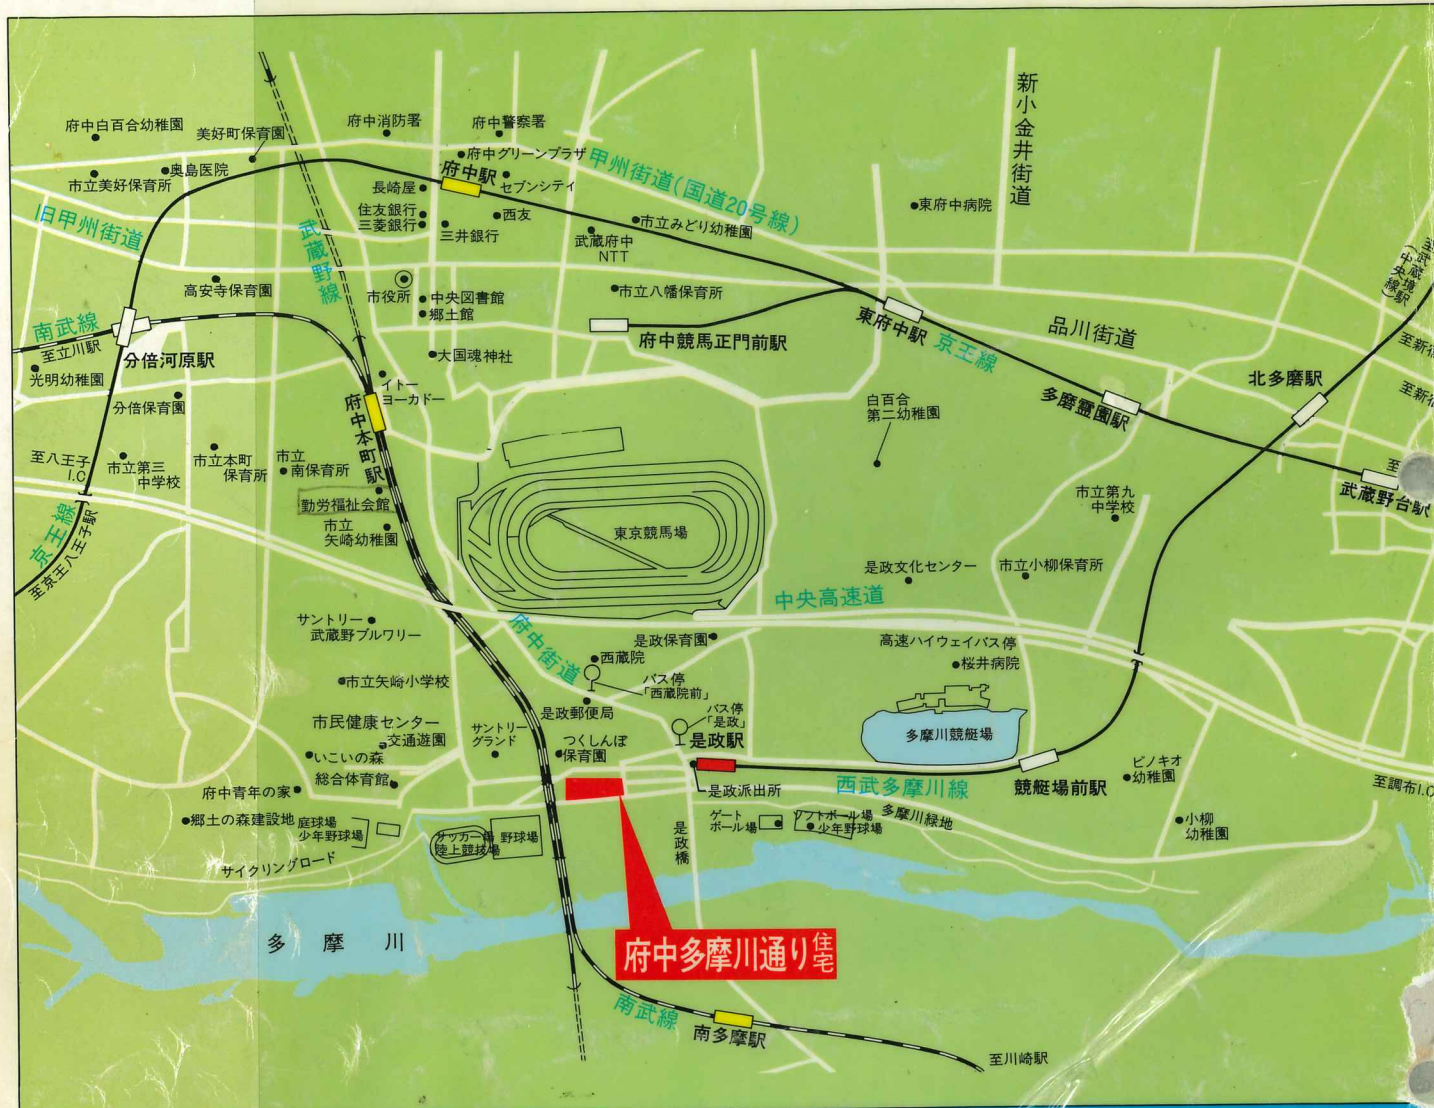 府中白百合幼稚園
美好町保育園
奥島医院
市立美好保育所
旧甲州街道
府中消防署
府中警察署
府中グリーンプラザ
府中駅
セブンシティ
長崎屋
住友銀行
三菱銀行
三井銀行
西友
甲州街道(国道20号線)
市立みどり幼稚園
武蔵府中
NTT
新小金井街道
東府中病院
武蔵野線
高安寺保育園
市役所
中央図書館
郷土館
市立八幡保育所
大国魂神社
府中競馬正門前駅
東府中駅
京王線
品川街道
至武蔵境駅
(中央線)
南武線
至立川駅
光明幼稚園
分倍河原駅
分倍保育園
イトー
ヨーカドー
府中本町駅
白百合
第二幼稚園
多磨霊園駅
北多磨駅
武蔵野台駅
至八王子
I.C
市立第三
中学校
市立本町
保育所
市立
南保育所
勤労福祉会館
市立
矢崎幼稚園
東京競馬場
市立第九
中学校
京王線
至京王八王子駅
是政文化センター
市立小柳保育所
中央高速道
府中街道
サントリー
武蔵野ブルワリー
是政保育園
西蔵院
バス停
「西蔵院前」
高速ハイウェイバス停
桜井病院
市立矢崎小学校
是政郵便局
バス停
「是政」
是政駅
多摩川競艇場
市民健康センター
交通遊園
サントリー
グランド
つくしんぼ
保育園
いこいの森
総合体育館
府中青年の家
是政派出所
西武多摩川線
競艇場前駅
ピノキオ
幼稚園
至調布I.C
郷土の森建設地
庭球場
少年野球場
サッカー場
陸上競技場
野球場
是政橋
ゲート
ボール場
ソフトボール場
少年野球場
多摩川緑地
小柳
幼稚園
サイクリングロード
多摩川
府中多摩川通り住宅
南武線
南多摩駅
至川崎駅